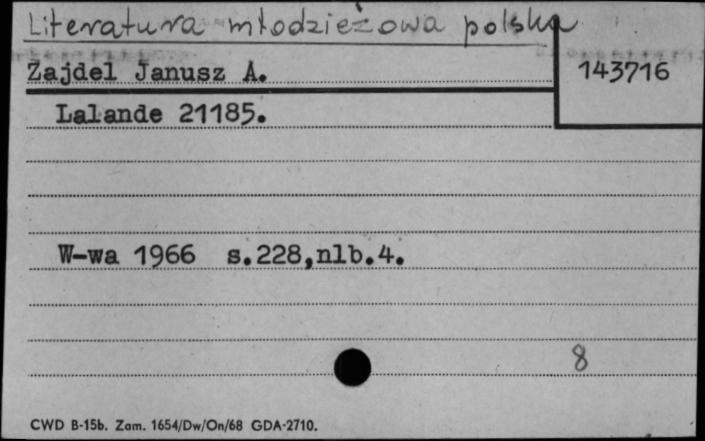 Literatura młodzieżowa polska
Zajdel Janusz A.
143716
Lalande 21185.
W-wa 1966 s.228,nlb.4.
8
CWD B-15b. Zam. 1654/Dw/On/68 GDA-2710.